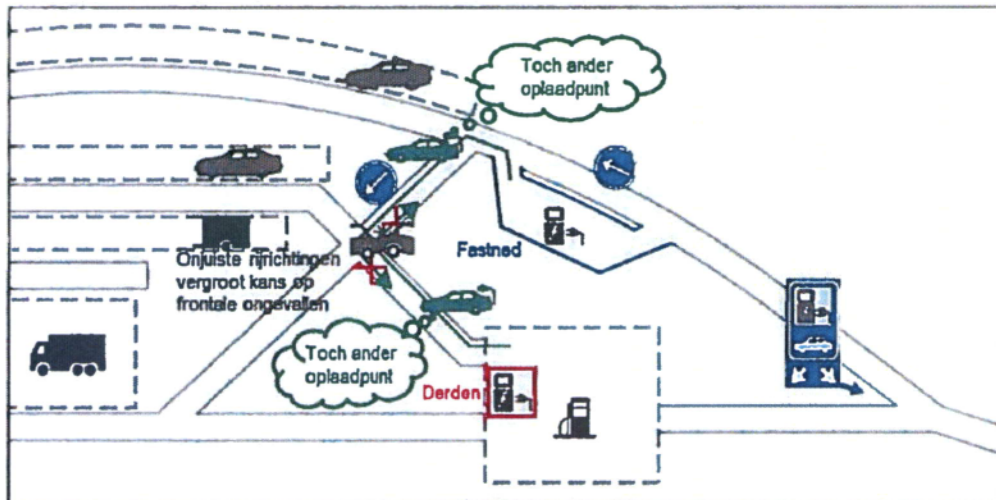 Toch ander
oplaadpunt
Fastned
Onjuiste rijrichtingen
vergroot kans op
frontale ongevallen
Toch ander
oplaadpunt
Derden